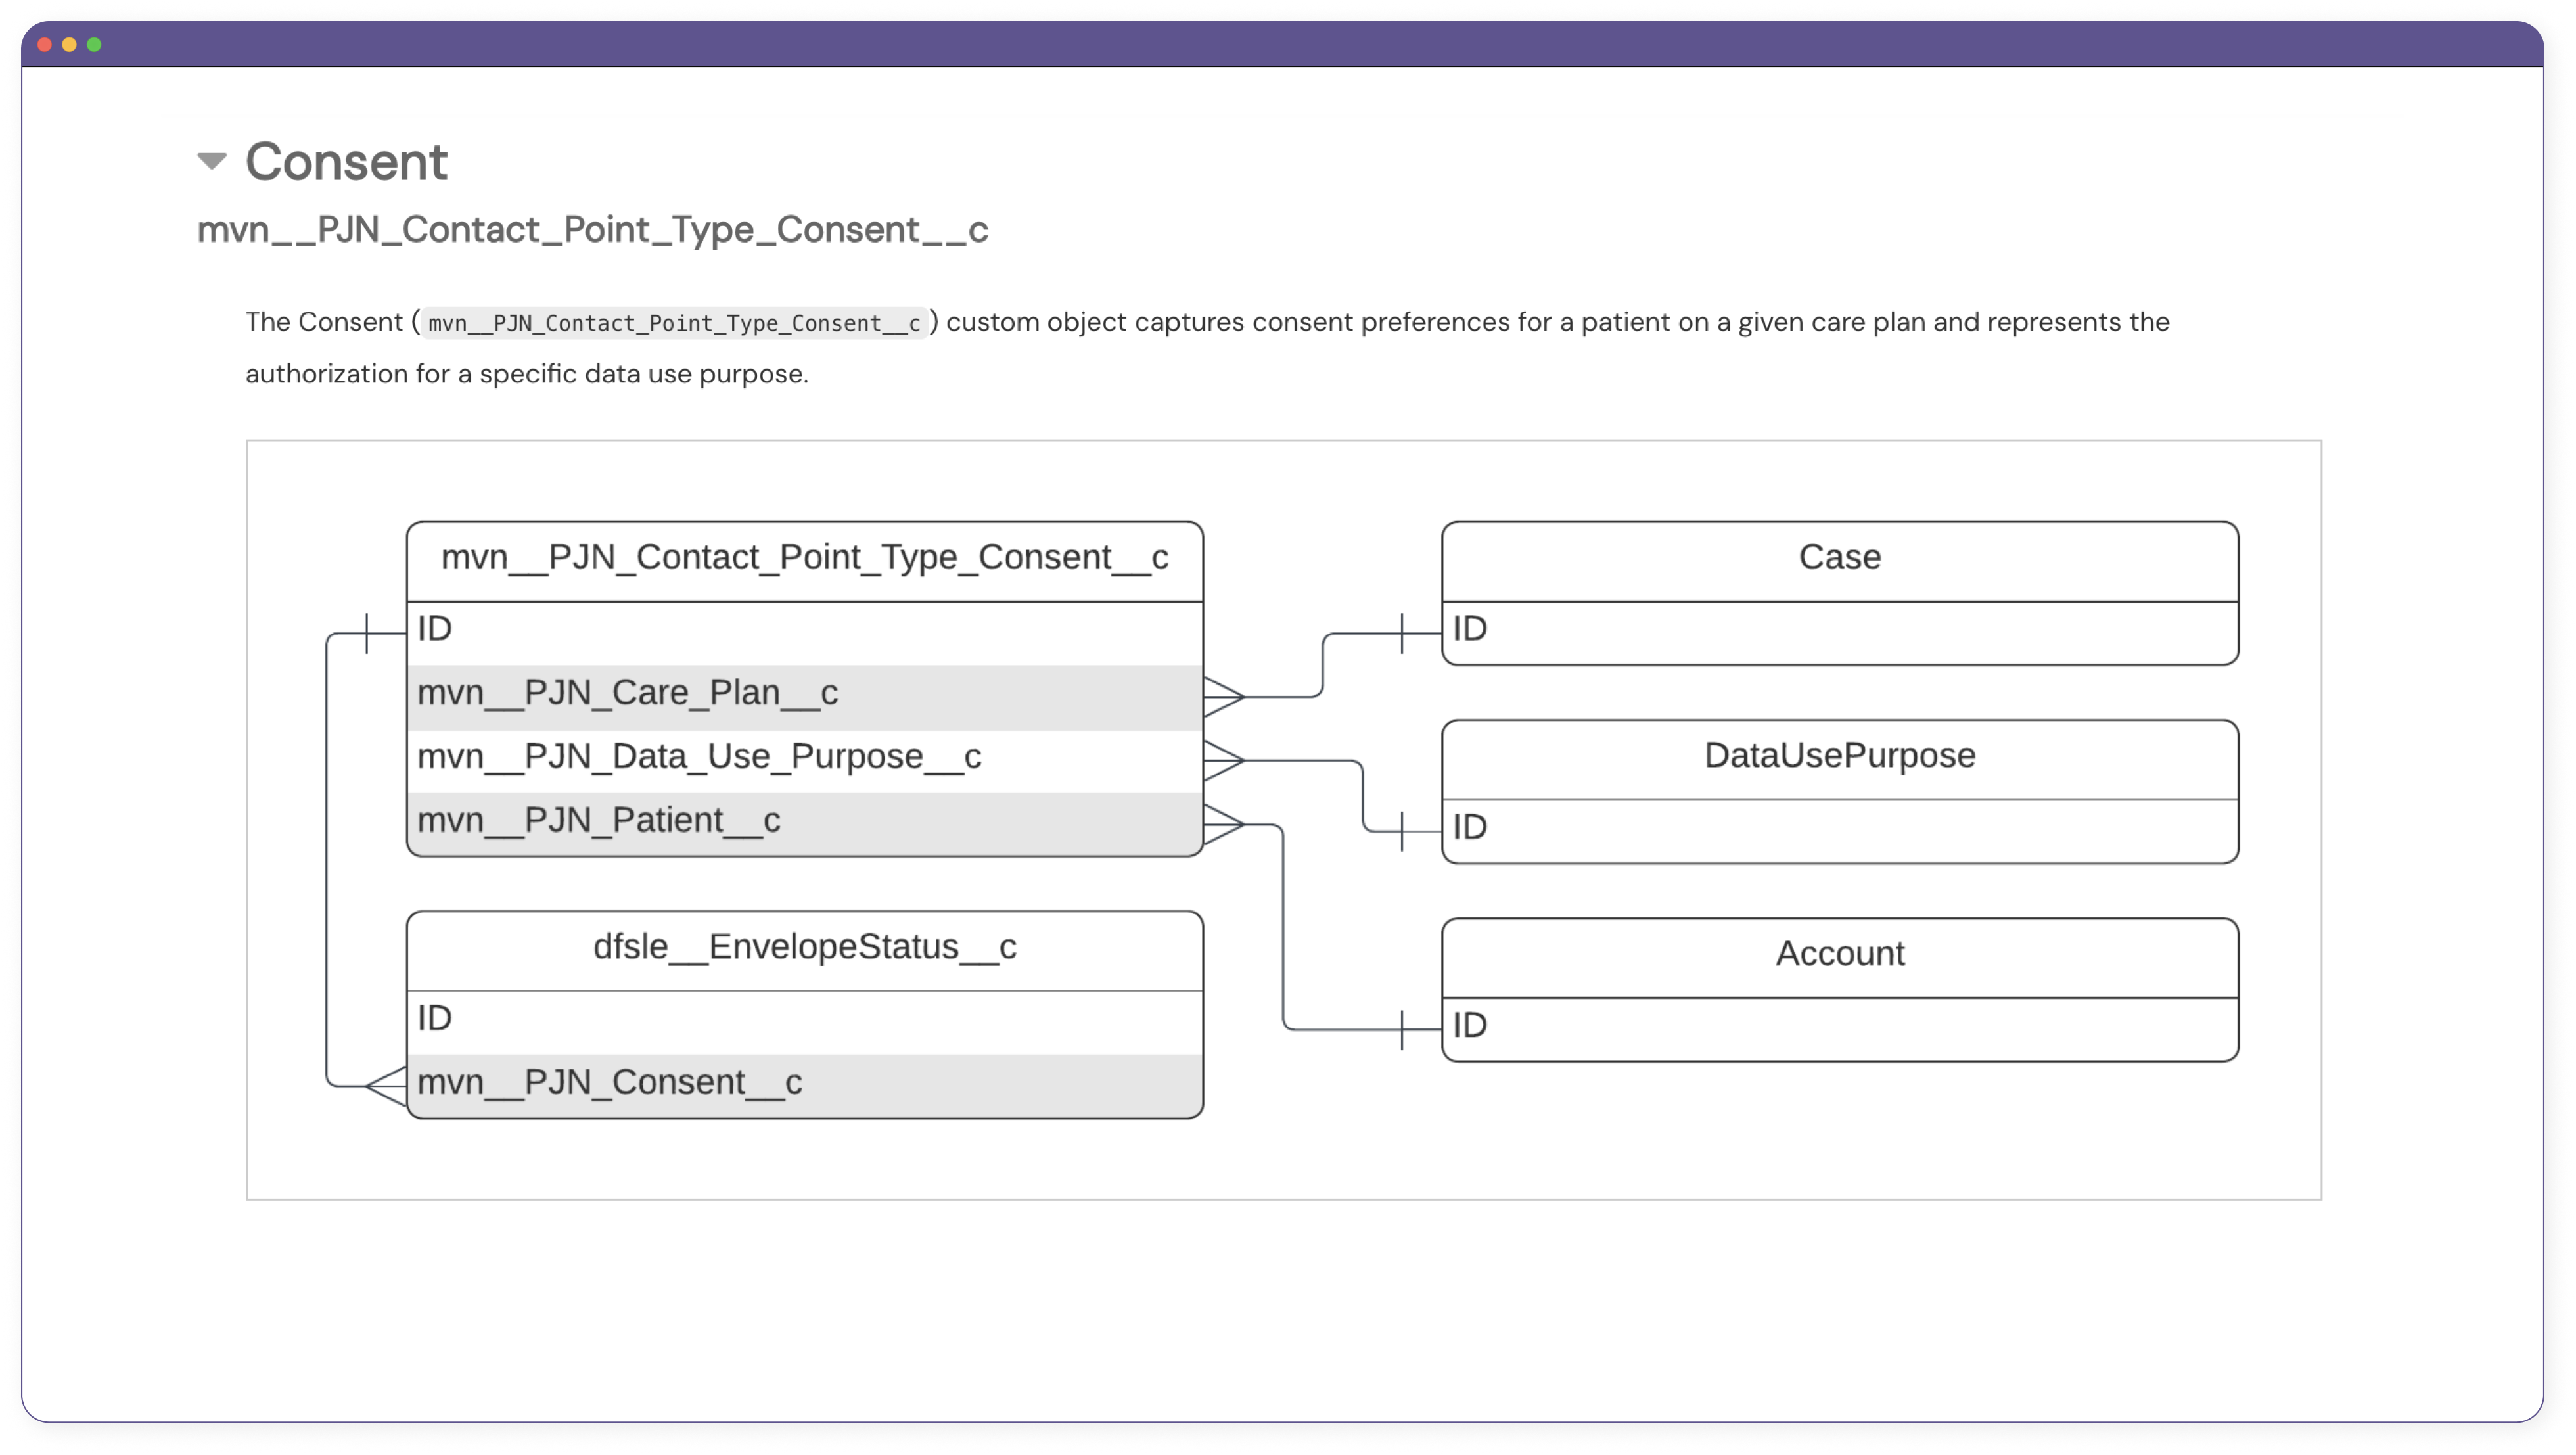 Consent
mvn__PJN_Contact_Point_Type_Consent__c
The Consent (mvn__PJN_Contact_Point_Type_Consent__c) custom object captures consent preferences for a patient on a given care plan and represents the
authorization for a specific data use purpose.
mvn__PJN_Contact_Point_Type_Consent__c
ID
mvn__PJN_Care_Plan__c
mvn__PJN_Data_Use_Purpose__c
mvn__PJN_Patient__c
dfsle__EnvelopeStatus__c
ID
mvn__PJN_Consent__c
Case
ID
DataUsePurpose
ID
Account
ID